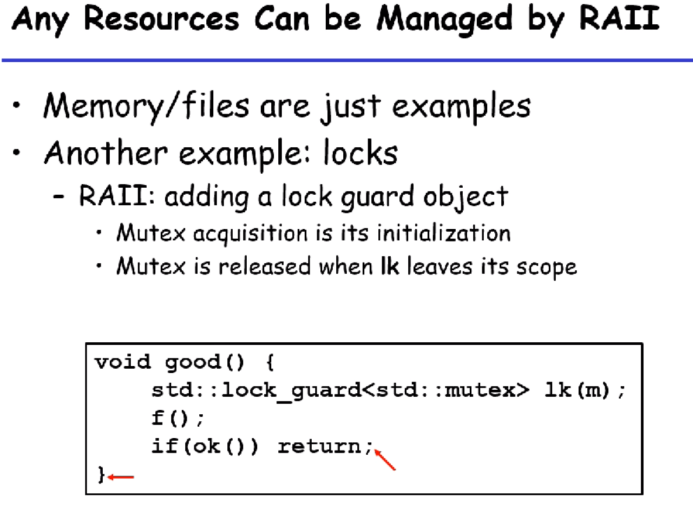 Any Resources Can be Managed by RAII
• Memory/files are just examples
• Another example: locks
– RAII: adding a lock guard object
• Mutex acquisition is its initialization
• Mutex is released when lk leaves its scope
void good() {
    std::lock_guard<std::mutex> lk(m);
    f();
    if(ok()) return;
}